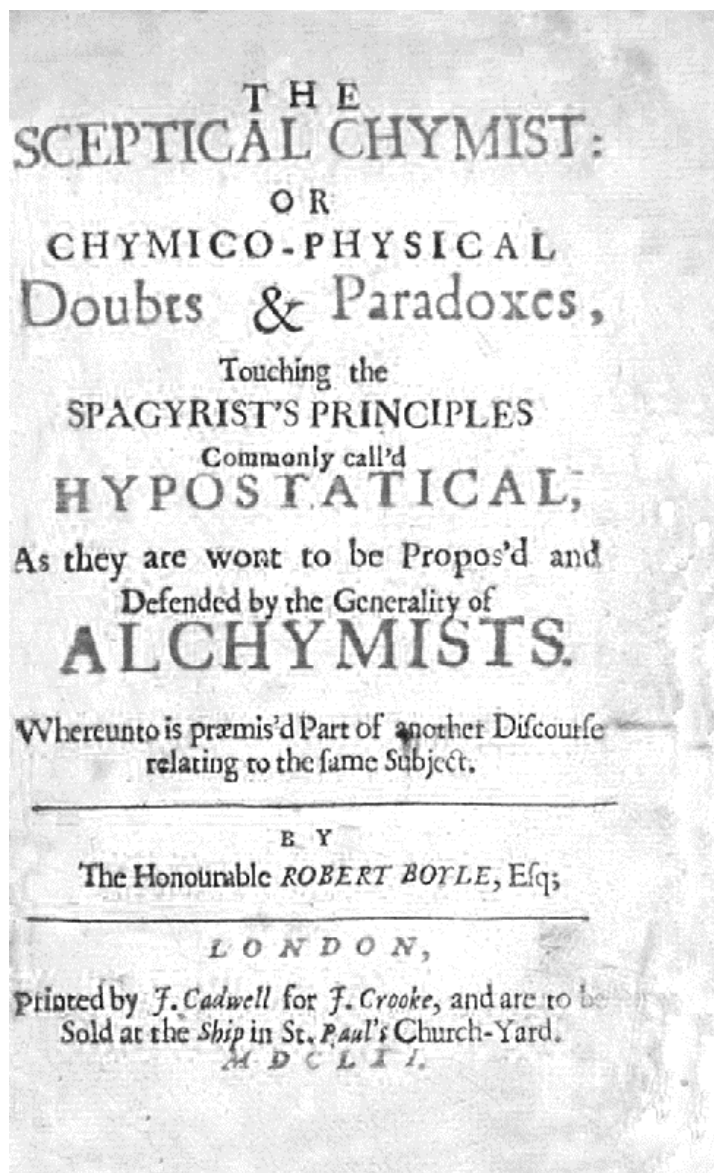 THE
SCEPTICAL CHYMIST:
OR
CHYMICO-PHYSICAL
Doubts & Paradoxes,
Touching the
SPAGYRIST'S PRINCIPLES
Commonly call'd
HYPOSTATICAL,
As they are wont to be Propos'd and
Defended by the Generality of
ALCHYMISTS.
Whereunto is præmis'd Part of another Diſcourſe
relating to the ſame Subject.
BY
The Honourable ROBERT BOYLE, Eſq;
LONDON,
Printed by J. Cadwell for J. Crooke, and are to be
Sold at the Ship in St. Paul's Church-Yard.
MDCLXI.